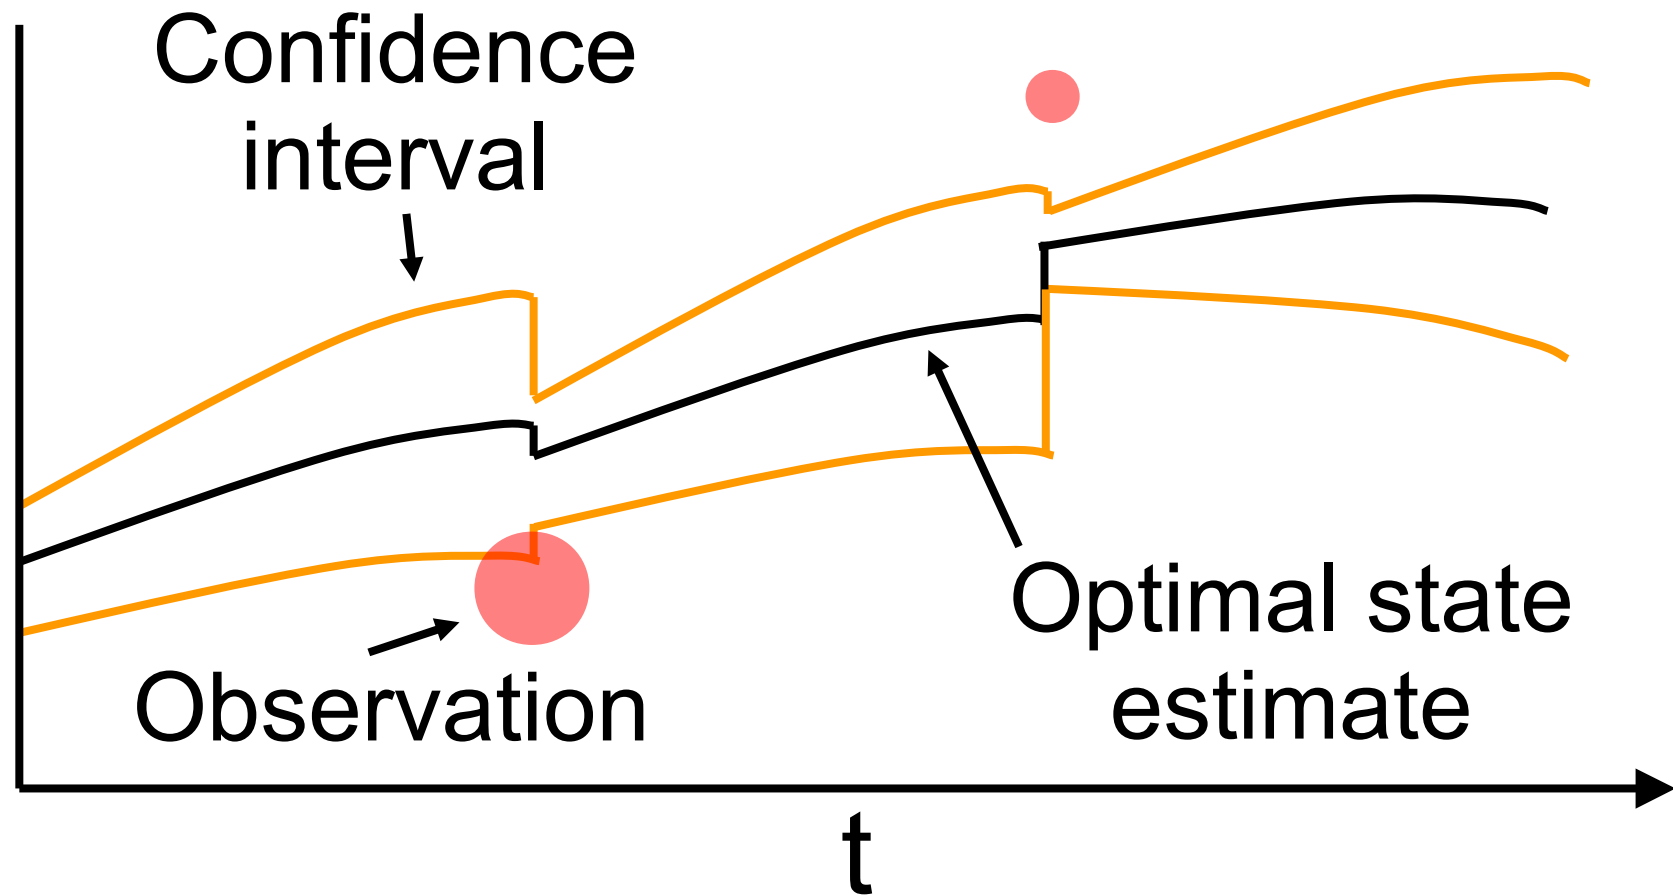 Confidence
interval
Optimal state
estimate
Observation
t